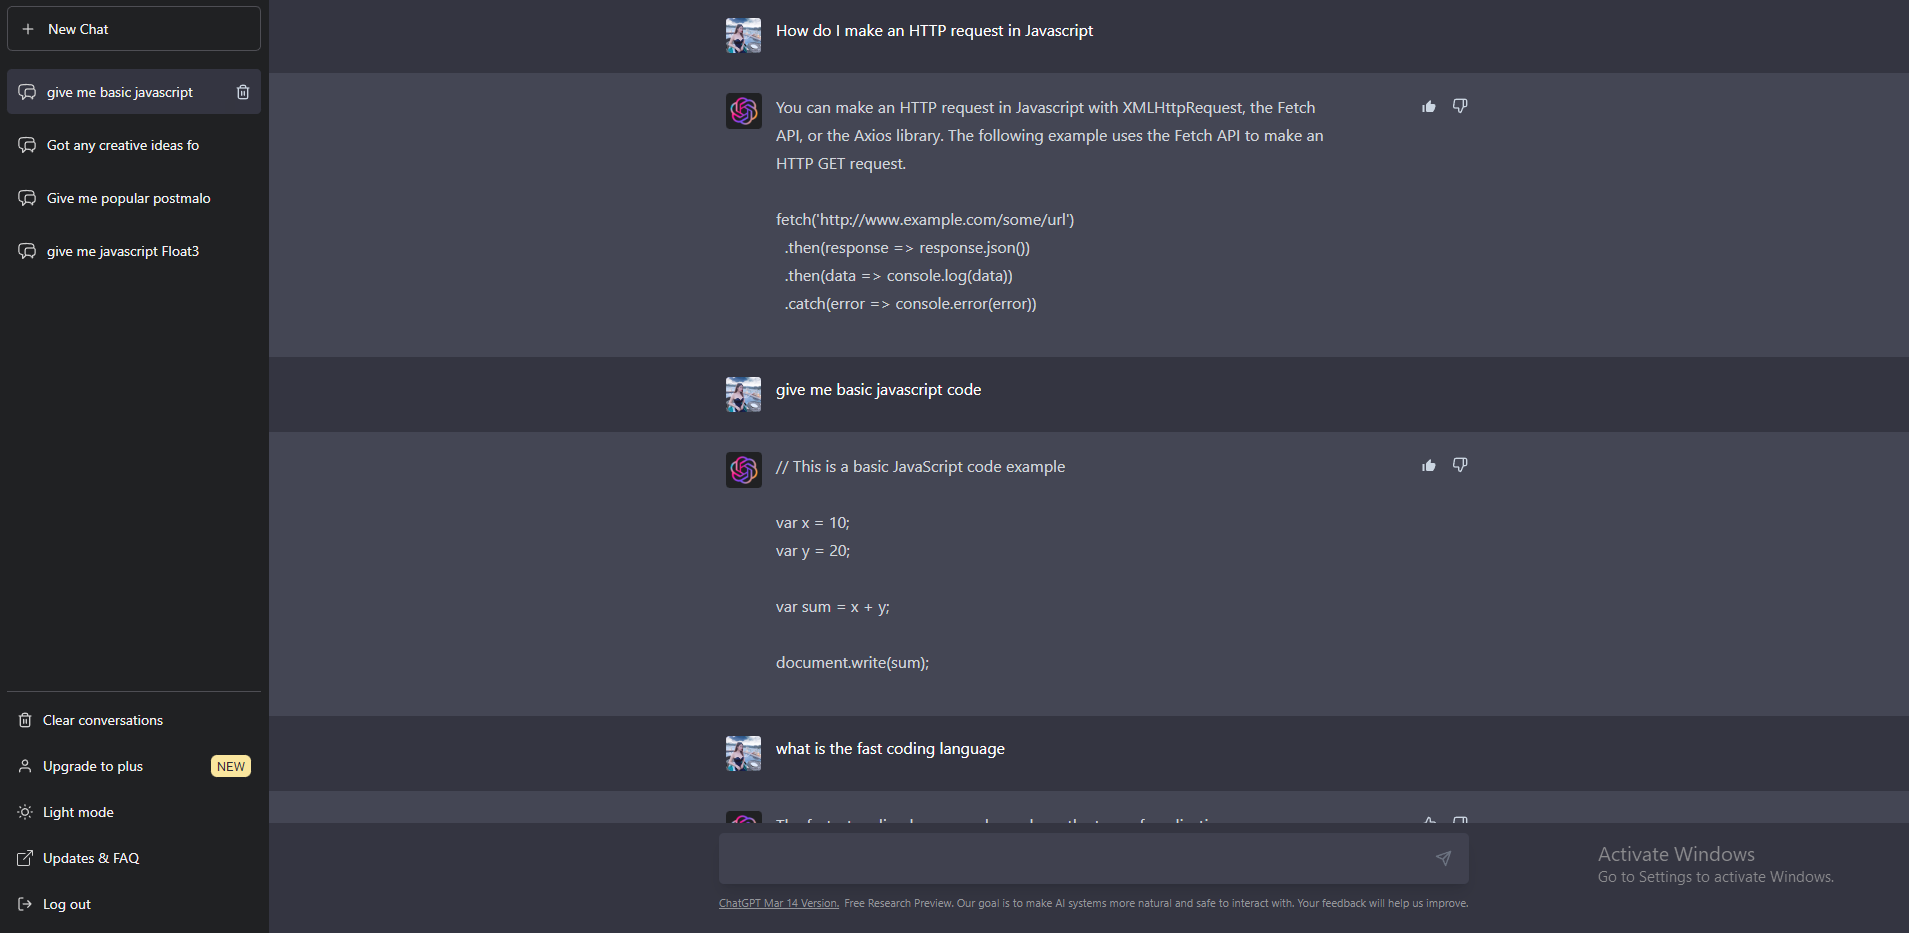 New Chat
give me basic javascript
Got any creative ideas fo
Give me popular postmalo
give me javascript Float3
Clear conversations
Upgrade to plus NEW
Light mode
Updates & FAQ
Log out
How do I make an HTTP request in Javascript
You can make an HTTP request in Javascript with XMLHttpRequest, the Fetch
API, or the Axios library. The following example uses the Fetch API to make an
HTTP GET request.
fetch('http://www.example.com/some/url')
.then(response => response.json())
.then(data => console.log(data))
.catch(error => console.error(error))
give me basic javascript code
// This is a basic JavaScript code example
var x = 10;
var y = 20;
var sum = x + y;
document.write(sum);
what is the fast coding language
ChatGPT Mar 14 Version. Free Research Preview. Our goal is to make AI systems more natural and safe to interact with. Your feedback will help us improve.
Activate Windows
Go to Settings to activate Windows.